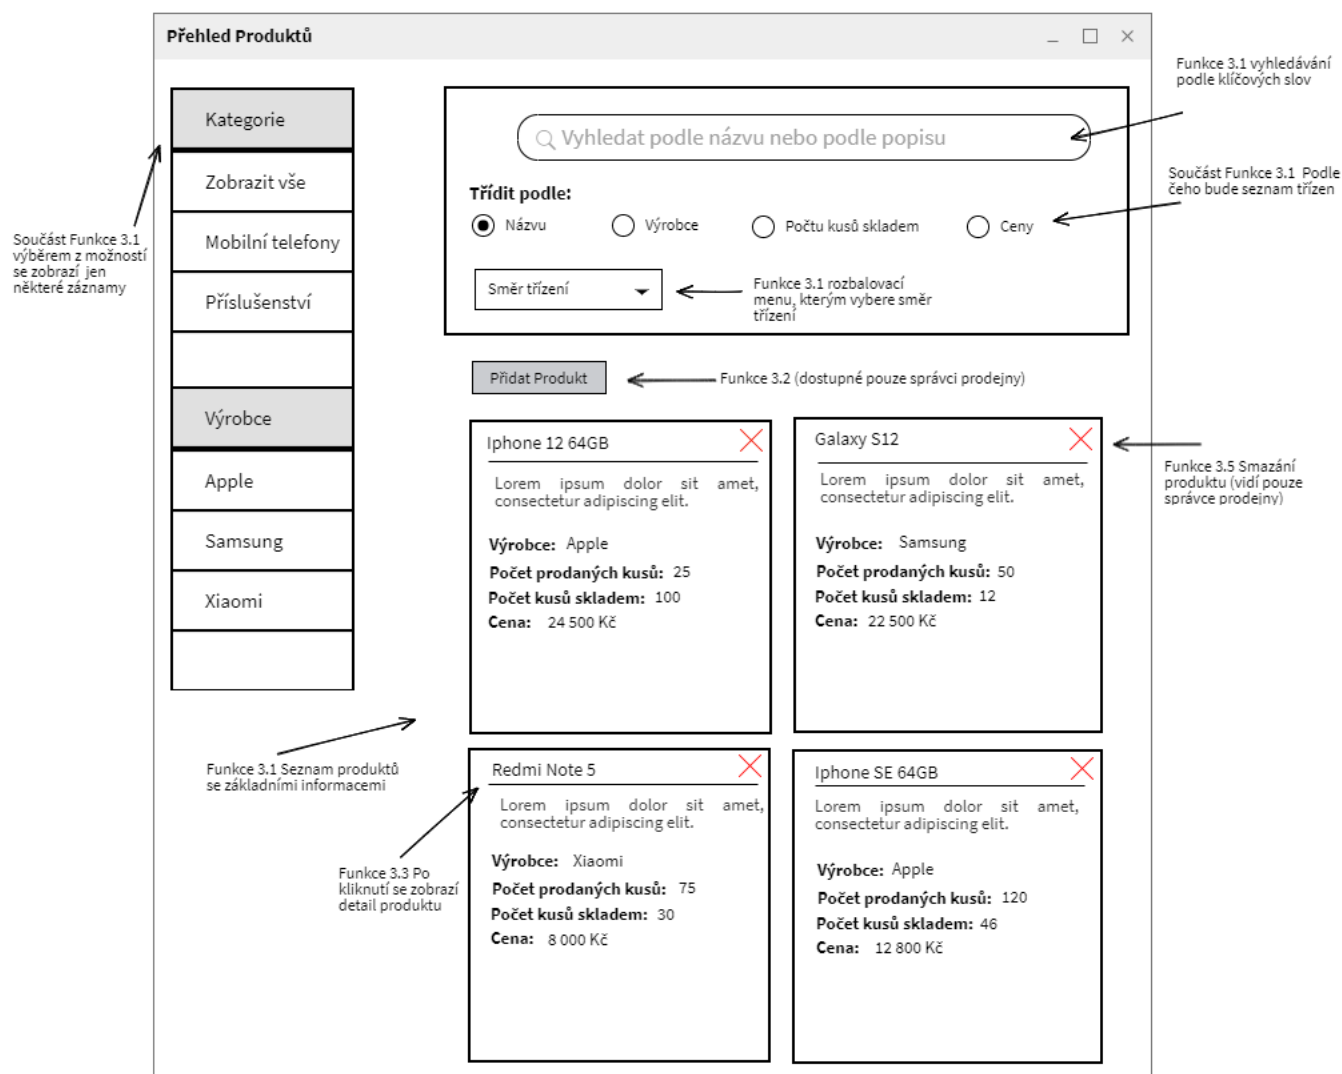 Přehled Produktů
Funkce 3.1 vyhledávání
podle klíčových slov
Kategorie
Zobrazit vše
Mobilní telefony
Příslušenství
Výrobce
Apple
Samsung
Xiaomi
Součást Funkce 3.1
výběrem z možností
se zobrazí jen
některé záznamy
Vyhledat podle názvu nebo podle popisu
Třídit podle:
Názvu
Výrobce
Počtu kusů skladem
Ceny
Součást Funkce 3.1 Podle
čeho bude seznam třízen
Směr třízení
Funkce 3.1 rozbalovací
menu, kterým vybere směr
třízení
Přidat Produkt
Funkce 3.2 (dostupné pouze správci prodejny)
Iphone 12 64GB
Lorem ipsum dolor sit amet,
consectetur adipiscing elit.
Výrobce: Apple
Počet prodaných kusů: 25
Počet kusů skladem: 100
Cena: 24 500 Kč
Galaxy S12
Lorem ipsum dolor sit amet,
consectetur adipiscing elit.
Výrobce: Samsung
Počet prodaných kusů: 50
Počet kusů skladem: 12
Cena: 22 500 Kč
Funkce 3.5 Smazání
produktu (vidí pouze
správce prodejny)
Funkce 3.1 Seznam produktů
se základními informacemi
Redmi Note 5
Lorem ipsum dolor sit amet,
consectetur adipiscing elit.
Výrobce: Xiaomi
Počet prodaných kusů: 75
Počet kusů skladem: 30
Cena: 8 000 Kč
Funkce 3.3 Po
kliknutí se zobrazí
detail produktu
Iphone SE 64GB
Lorem ipsum dolor sit amet,
consectetur adipiscing elit.
Výrobce: Apple
Počet prodaných kusů: 120
Počet kusů skladem: 46
Cena: 12 800 Kč